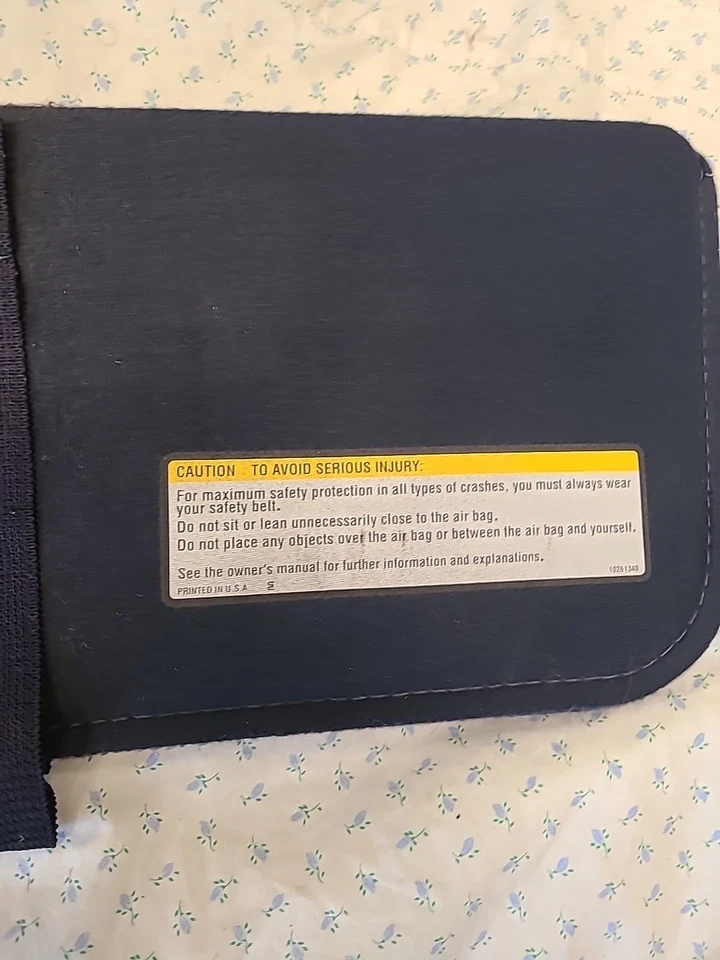 CAUTION TO AVOID SERIOUS INJURY:
For maximum safety protection in all types of crashes, you must always wear
your safety belt.
Do not sit or lean unnecessarily close to the air bag.
Do not place any objects over the air bag or between the air bag and yourself.
See the owner's manual for further information and explanations.
PRINTED IN U S A
10261340